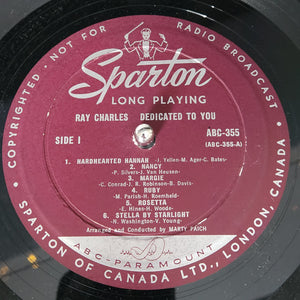 COPYRIGHTED · NOT FOR RADIO BROADCAST
Sparton
LONG PLAYING
RAY CHARLES DEDICATED TO YOU
SIDE I
ABC-355
(ABC-355-A)
1. HARDHEARTED HANNAH -J. Yellen-M. Ager-C. Bates-
2. NANCY
P. Silvers-J. Van Heusen-
3. MARGIE
C. Conrad-J. R. Robinson-B. Davis-
4. RUBY
-M. Parish-H. Roemheld-
5. ROSETTA
-E. Hines-H. Woods-
6. STELLA BY STARLIGHT
-N. Washington-V. Young-
Arranged and Conducted by MARTY PAICH
ABC-PARAMOUNT
SPARTON OF CANADA LTD., LONDON, CANADA